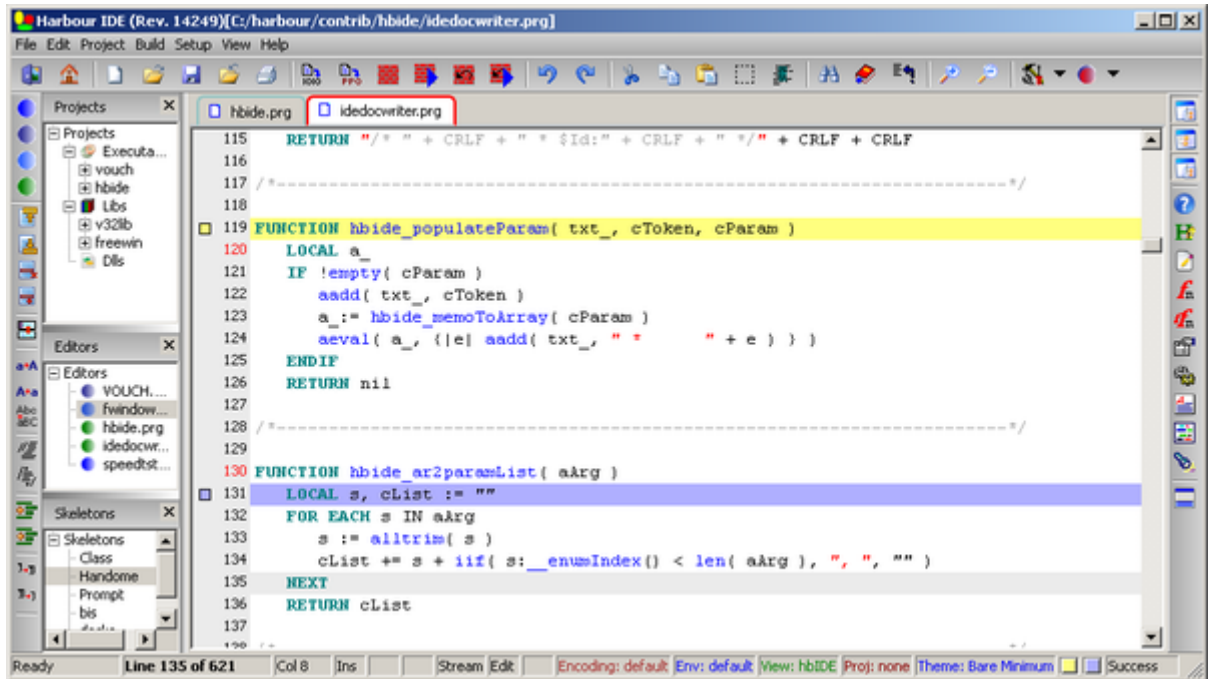 Harbour IDE (Rev. 14249)[C:/harbour/contrib/hbide/idedocwriter.prg]
File Edit Project Build Setup View Help
Projects
Projects
Executa...
vouch
hbide
Libs
v32lib
freewin
Dlls
Editors
Editors
VOUCH....
fwindow...
hbide.prg
idedocwr...
speedtst...
Skeletons
Skeletons
Class
Handome
Prompt
bis
hbide.prg idedocwriter.prg
115 RETURN "/* " + CRLF + " * $Id:" + CRLF + " */" + CRLF + CRLF
116
117 /*----------------------------------------------------------------------*/
118
119 FUNCTION hbide_populateParam( txt_, cToken, cParam )
120 LOCAL a_
121 IF !empty( cParam )
122 aadd( txt_, cToken )
123 a_:= hbide_memoToArray( cParam )
124 aeval( a_, {|e| aadd( txt_, " *      " + e ) } )
125 ENDIF
126 RETURN nil
127
128 /*----------------------------------------------------------------------*/
129
130 FUNCTION hbide_ar2paramList( aArg )
131 LOCAL s, cList := ""
132 FOR EACH s IN aArg
133 s := alltrim( s )
134 cList += s + iif( s:__enumIndex() < len( aArg ), ", ", "" )
135 NEXT
136 RETURN cList
137
Ready Line 135 of 621 Col 8 Ins Stream Edit Encoding: default Env: default View: hbIDE Proj: none Theme: Bare Minimum Success